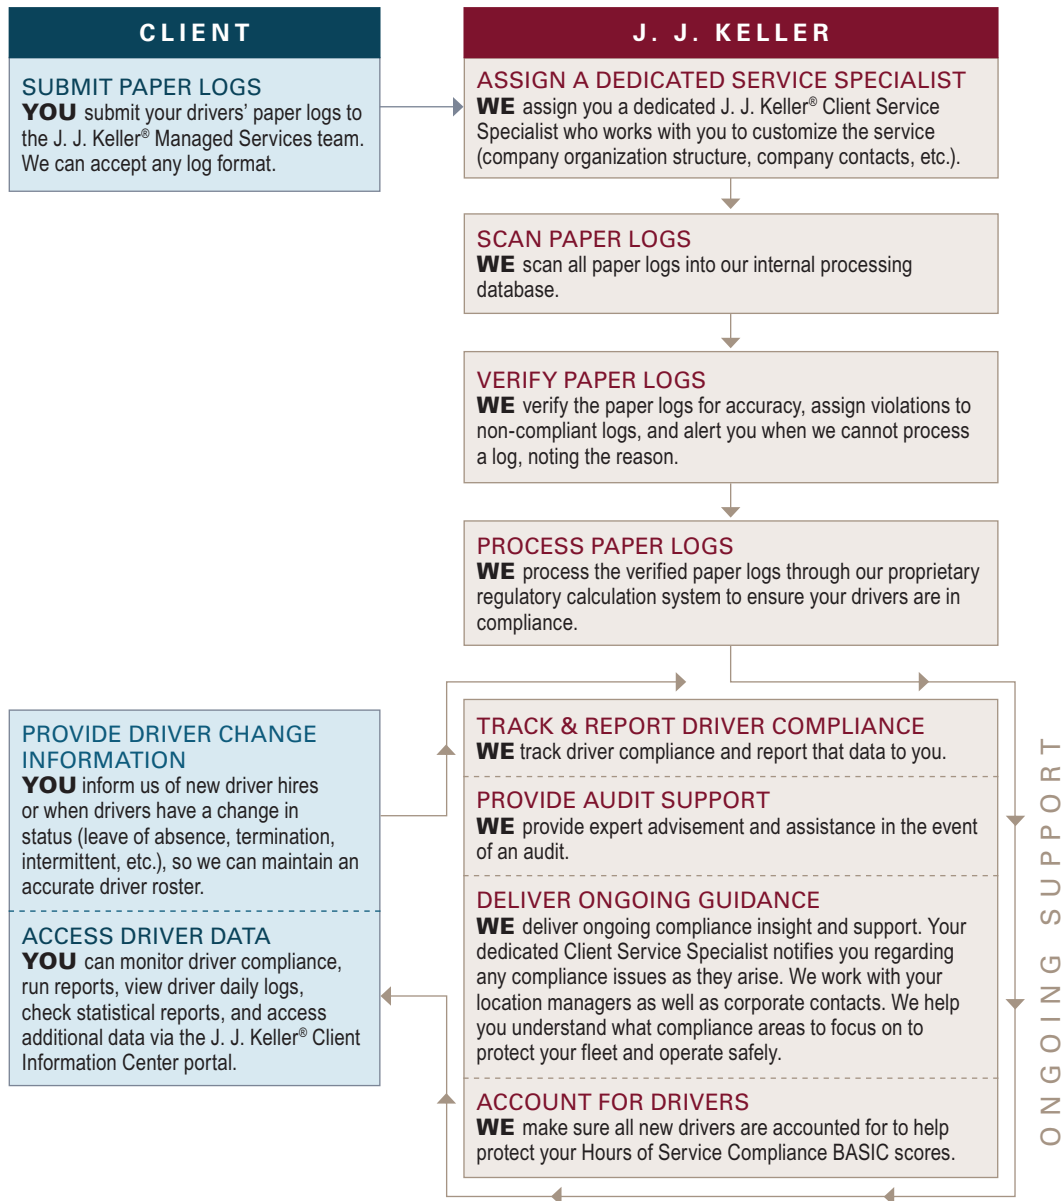 CLIENT
SUBMIT PAPER LOGS
YOU submit your drivers' paper logs to
the J. J. Keller® Managed Services team.
We can accept any log format.
J. J. KELLER
ASSIGN A DEDICATED SERVICE SPECIALIST
WE assign you a dedicated J. J. Keller® Client Service
Specialist who works with you to customize the service
(company organization structure, company contacts, etc.).
SCAN PAPER LOGS
WE scan all paper logs into our internal processing
database.
VERIFY PAPER LOGS
WE verify the paper logs for accuracy, assign violations to
non-compliant logs, and alert you when we cannot process
a log, noting the reason.
PROCESS PAPER LOGS
WE process the verified paper logs through our proprietary
regulatory calculation system to ensure your drivers are in
compliance.
PROVIDE DRIVER CHANGE
INFORMATION
YOU inform us of new driver hires
or when drivers have a change in
status (leave of absence, termination,
intermittent, etc.), so we can maintain an
accurate driver roster.
ACCESS DRIVER DATA
YOU can monitor driver compliance,
run reports, view driver daily logs,
check statistical reports, and access
additional data via the J. J. Keller® Client
Information Center portal.
TRACK & REPORT DRIVER COMPLIANCE
WE track driver compliance and report that data to you.
PROVIDE AUDIT SUPPORT
WE provide expert advisement and assistance in the event
of an audit.
DELIVER ONGOING GUIDANCE
WE deliver ongoing compliance insight and support. Your
dedicated Client Service Specialist notifies you regarding
any compliance issues as they arise. We work with your
location managers as well as corporate contacts. We help
you understand what compliance areas to focus on to
protect your fleet and operate safely.
ACCOUNT FOR DRIVERS
WE make sure all new drivers are accounted for to help
protect your Hours of Service Compliance BASIC scores.
ONGOING SUPPORT